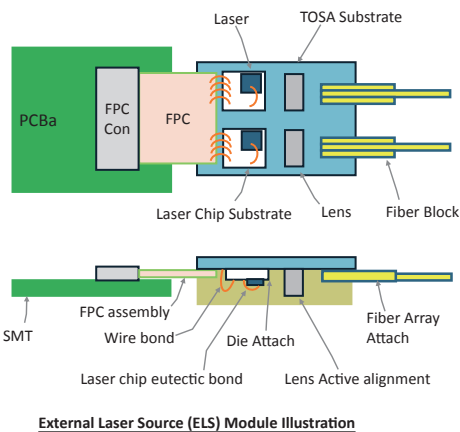 Laser
TOSA Substrate
PCBa
FPC
Con
FPC
Laser Chip Substrate
Lens
Fiber Block
SMT
FPC assembly
Wire bond
Die Attach
Fiber Array
Attach
Laser chip eutectic bond
Lens Active alignment
External Laser Source (ELS) Module Illustration